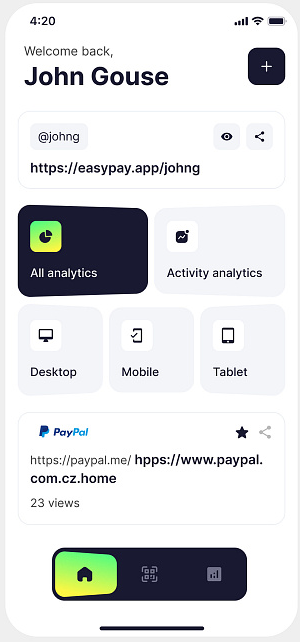 4:20
Welcome back,
John Gouse
@johng
https://easypay.app/johng
All analytics
Activity analytics
Desktop
Mobile
Tablet
PayPal
https://paypal.me/ hpps://www.paypal.
com.cz.home
23 views